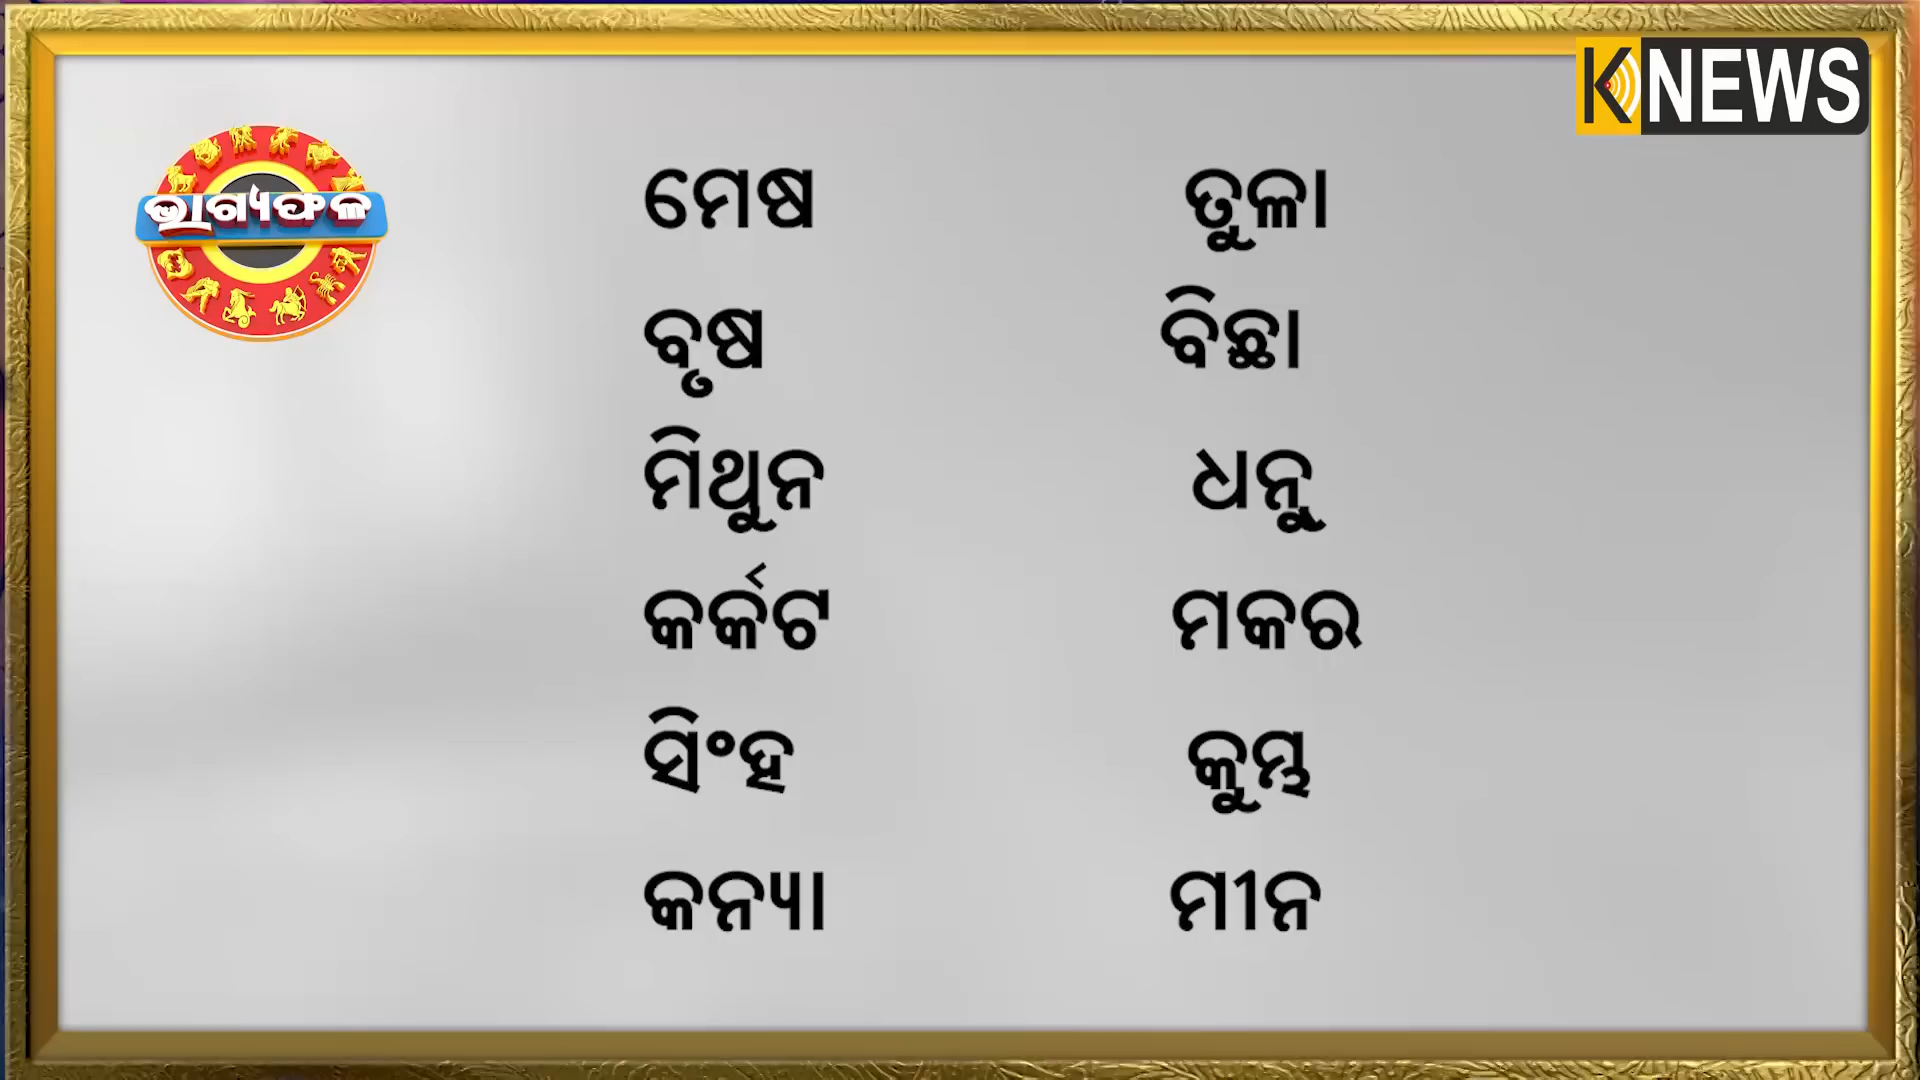 KNEWS
ଭାଗ୍ୟଫଳ
ମେଷ ତୁଳା
ବୃଷ ବିଛା
ମିଥୁନ ଧନୁ
କର୍କଟ ମକର
ସିଂହ କୁମ୍ଭ
କନ୍ୟା ମୀନ